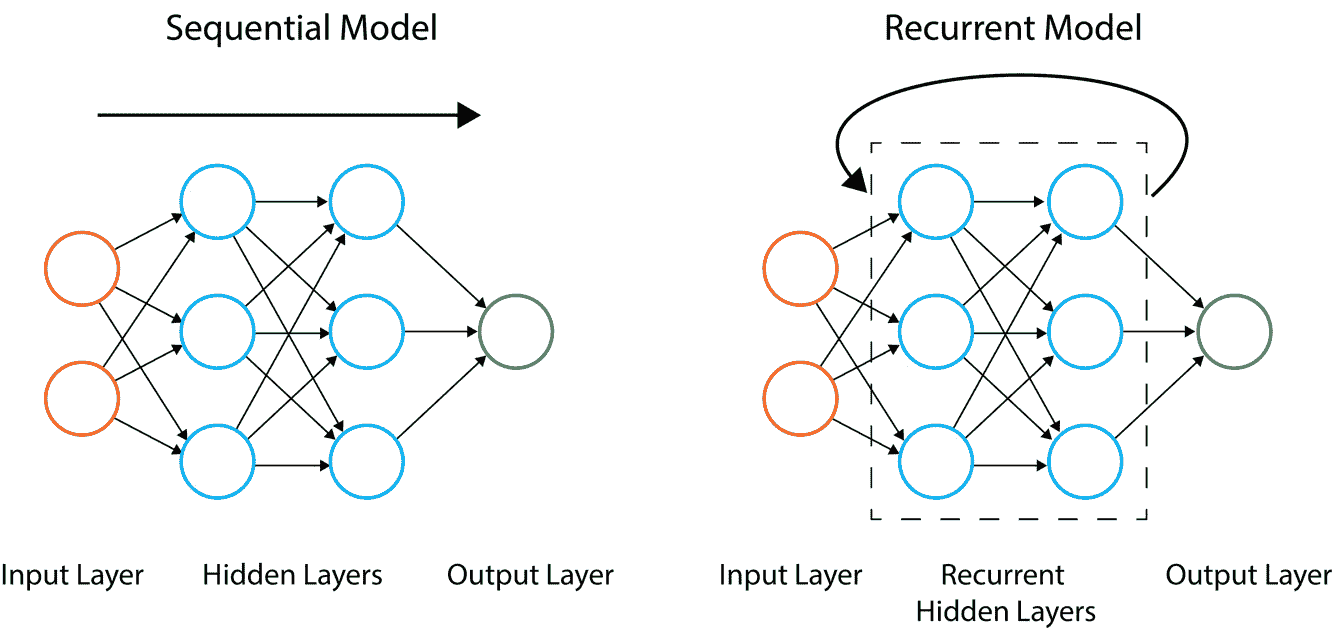 Sequential Model
Recurrent Model
Input Layer
Hidden Layers
Output Layer
Input Layer
Recurrent
Hidden Layers
Output Layer